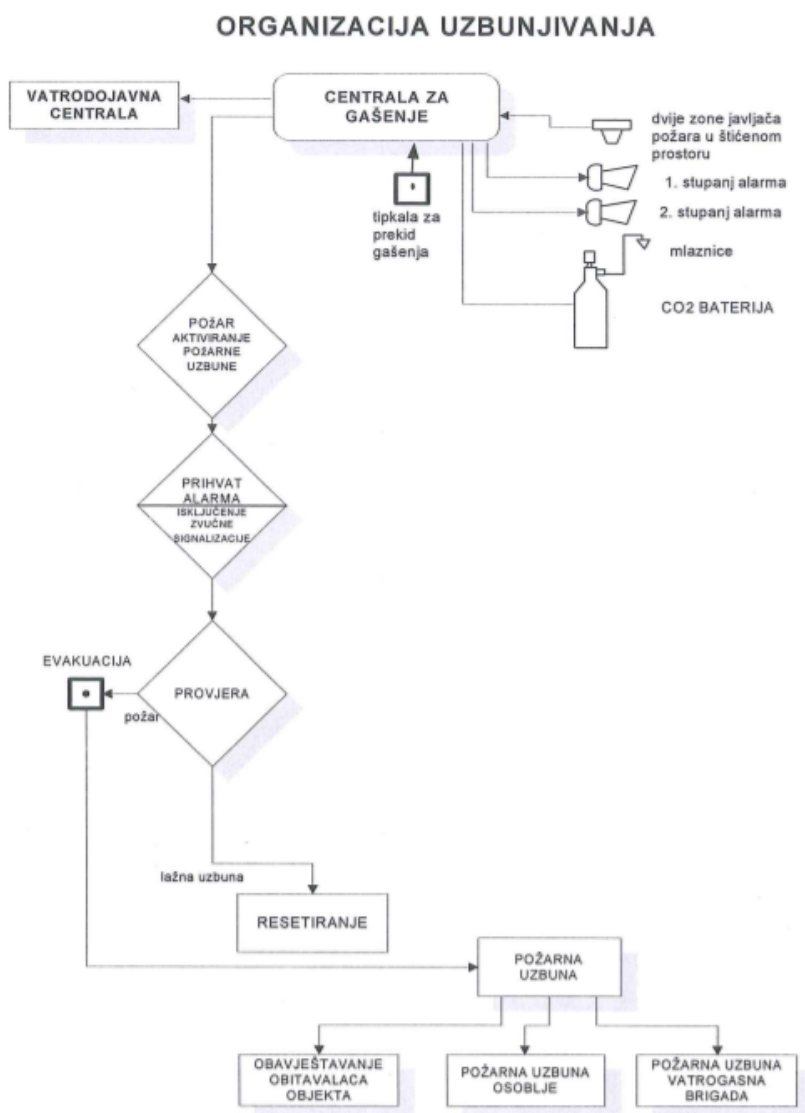 ORGANIZACIJA UZBUNJIVANJA
VATRODOJAVNA
CENTRALA
CENTRALA ZA
GAŠENJE
dvije zone javljača
požara u štićenom
prostoru
1. stupanj alarma
2. stupanj alarma
tipkala za
prekid
gašenja
mlaznice
CO2 BATERIJA
POŽAR
AKTIVIRANJE
POŽARNE
UZBUNE
PRIHVAT
ALARMA
ISKLJUČENJE
ZVUČNE
SIGNALIZACIJE
EVAKUACIJA
PROVJERA
požar
lažna uzbuna
RESETIRANJE
POŽARNA
UZBUNA
OBAVJEŠTAVANJE
OBITAVALACA
OBJEKTA
POŽARNA UZBUNA
OSOBLJE
POŽARNA UZBUNA
VATROGASNA
BRIGADA